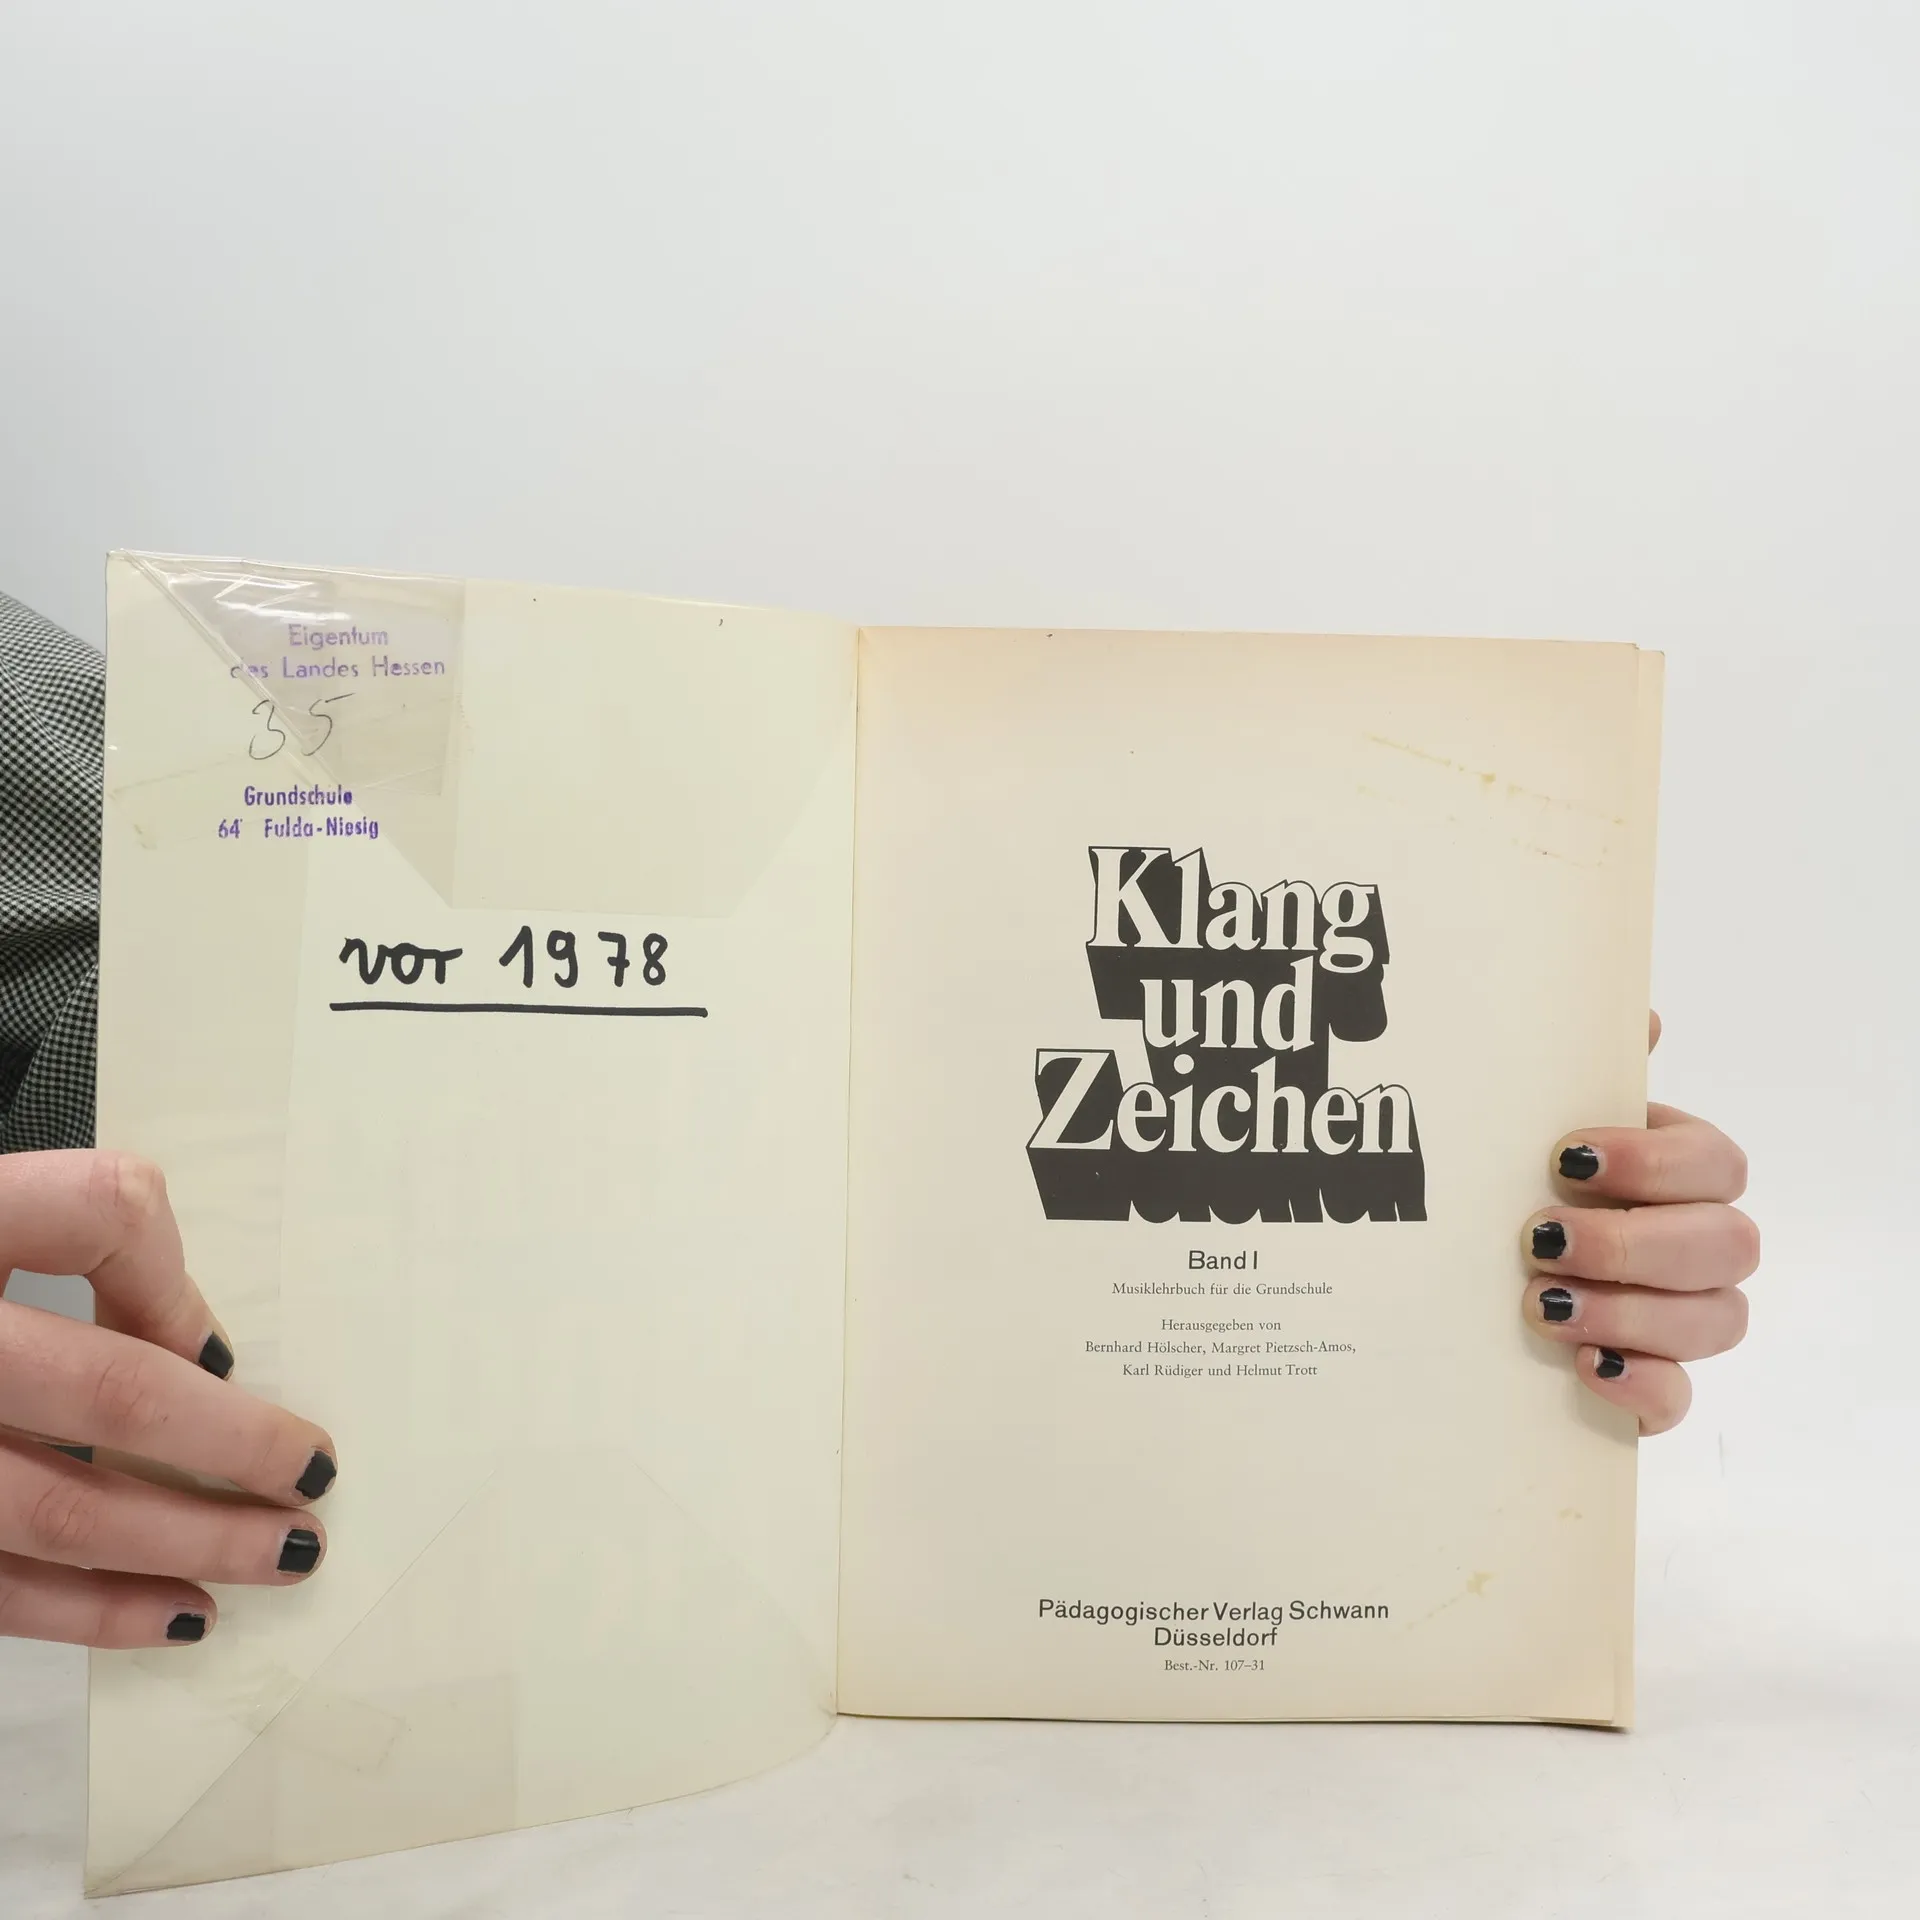 Eigentum
des Landes Hessen
35
Grundschule
64 Fulda-Niesig
vor 1978
Klang
und
Zeichen
Band I
Musiklehrbuch für die Grundschule
Herausgegeben von
Bernhard Hölscher, Margret Pietzsch-Amos,
Karl Rüdiger und Helmut Trott
Pädagogischer Verlag Schwann
Düsseldorf
Best.-Nr. 107–31